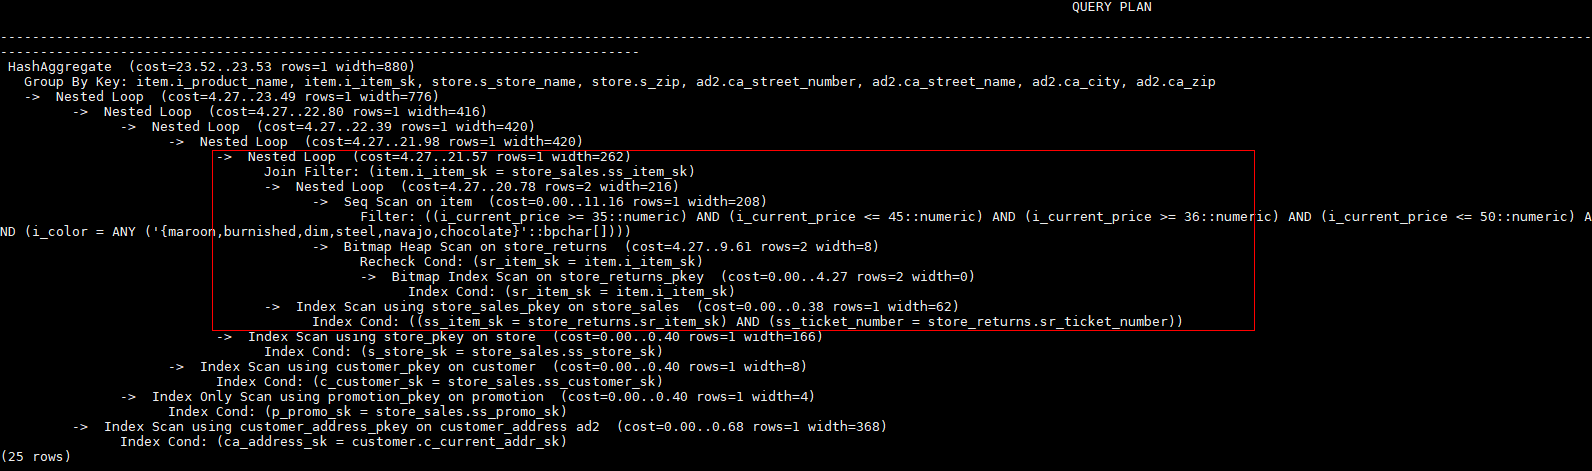 QUERY PLAN
---------------------------------------------------------------------------------------------------------------------------------------------------------------------------------------------------------
--------------------------------------------------------------------------------
HashAggregate  (cost=23.52..23.53 rows=1 width=880)
Group By Key: item.i_product_name, item.i_item_sk, store.s_store_name, store.s_zip, ad2.ca_street_number, ad2.ca_street_name, ad2.ca_city, ad2.ca_zip
->  Nested Loop  (cost=4.27..23.49 rows=1 width=776)
->  Nested Loop  (cost=4.27..22.80 rows=1 width=416)
->  Nested Loop  (cost=4.27..22.39 rows=1 width=420)
->  Nested Loop  (cost=4.27..21.98 rows=1 width=420)
->  Nested Loop  (cost=4.27..21.57 rows=1 width=262)
Join Filter: (item.i_item_sk = store_sales.ss_item_sk)
->  Nested Loop  (cost=4.27..20.78 rows=2 width=216)
->  Seq Scan on item  (cost=0.00..11.16 rows=1 width=208)
Filter: ((i_current_price >= 35::numeric) AND (i_current_price <= 45::numeric) AND (i_current_price >= 36::numeric) AND (i_current_price <= 50::numeric) A
ND (i_color = ANY ('{maroon,burnished,dim,steel,navajo,chocolate}'::bpchar[])))
->  Bitmap Heap Scan on store_returns  (cost=4.27..9.61 rows=2 width=8)
Recheck Cond: (sr_item_sk = item.i_item_sk)
->  Bitmap Index Scan on store_returns_pkey  (cost=0.00..4.27 rows=2 width=0)
Index Cond: (sr_item_sk = item.i_item_sk)
->  Index Scan using store_sales_pkey on store_sales  (cost=0.00..0.38 rows=1 width=62)
Index Cond: ((ss_item_sk = store_returns.sr_item_sk) AND (ss_ticket_number = store_returns.sr_ticket_number))
->  Index Scan using store_pkey on store  (cost=0.00..0.40 rows=1 width=166)
Index Cond: (s_store_sk = store_sales.ss_store_sk)
->  Index Scan using customer_pkey on customer  (cost=0.00..0.40 rows=1 width=8)
Index Cond: (c_customer_sk = store_sales.ss_customer_sk)
->  Index Only Scan using promotion_pkey on promotion  (cost=0.00..0.40 rows=1 width=4)
Index Cond: (p_promo_sk = store_sales.ss_promo_sk)
->  Index Scan using customer_address_pkey on customer_address ad2  (cost=0.00..0.68 rows=1 width=368)
Index Cond: (ca_address_sk = customer.c_current_addr_sk)
(25 rows)